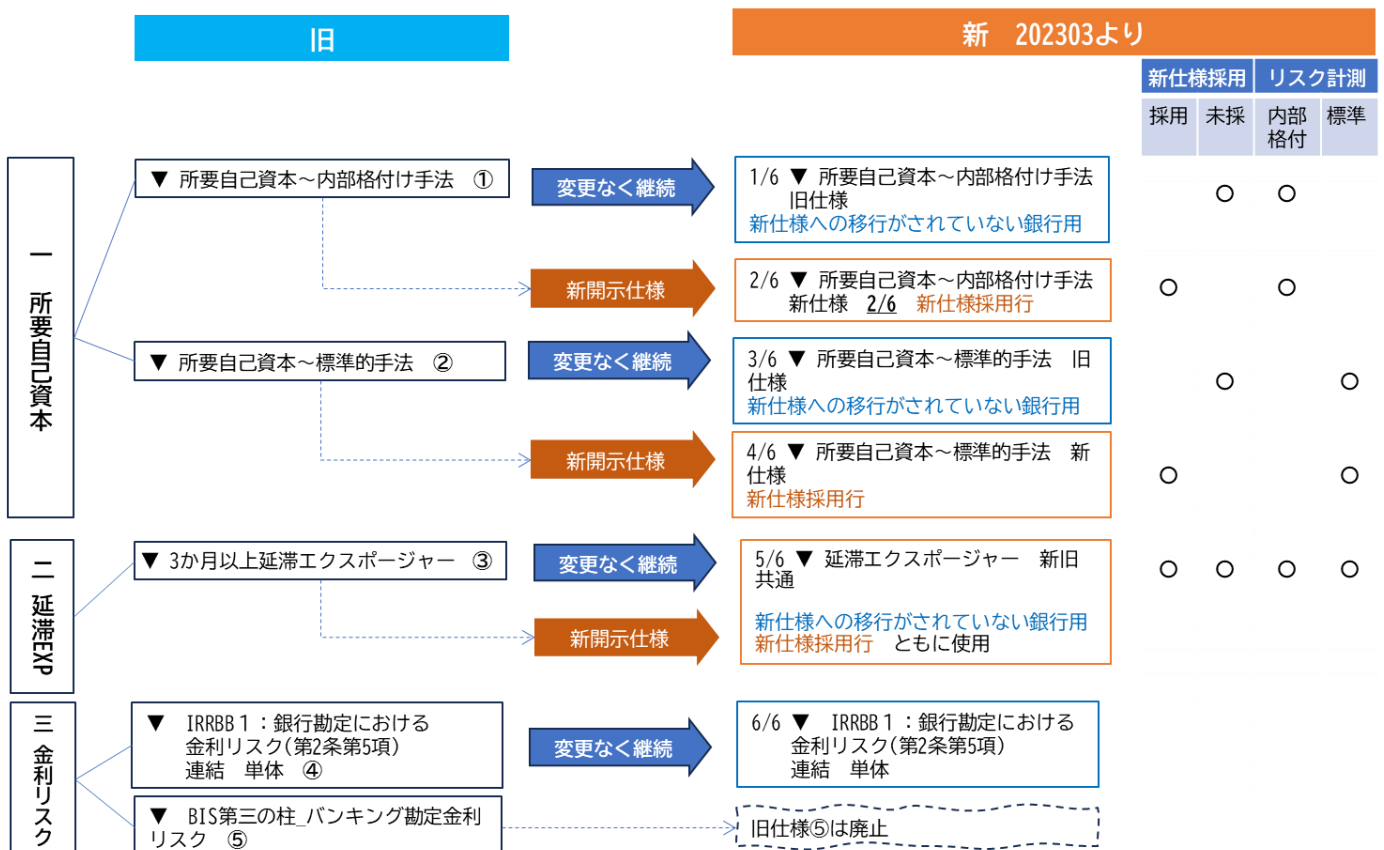 旧
新 202303より
新仕様採用 リスク計測
採用 未採 内部 標準
格付
一 所要自己資本
▼ 所要自己資本～内部格付け手法 ①
変更なく継続
1/6 ▼ 所要自己資本～内部格付け手法
旧仕様
新仕様への移行がされていない銀行用
○ ○
新開示仕様
2/6 ▼ 所要自己資本～内部格付け手法
新仕様 2/6 新仕様採用行
○ ○
▼ 所要自己資本～標準的手法 ②
変更なく継続
3/6 ▼ 所要自己資本～標準的手法 旧
仕様
新仕様への移行がされていない銀行用
○ ○
新開示仕様
4/6 ▼ 所要自己資本～標準的手法 新
仕様
新仕様採用行
○ ○
二 延滞EXP
▼ 3か月以上延滞エクスポージャー ③
変更なく継続
5/6 ▼ 延滞エクスポージャー 新旧
共通
新仕様への移行がされていない銀行用
新仕様採用行 ともに使用
○ ○ ○ ○
新開示仕様
三 金利リスク
▼ IRRBB１：銀行勘定における
金利リスク(第2条第5項)
連結 単体 ④
変更なく継続
6/6 ▼ IRRBB１：銀行勘定における
金利リスク(第2条第5項)
連結 単体
▼ BIS第三の柱_バンキング勘定金利
リスク ⑤
旧仕様⑤は廃止